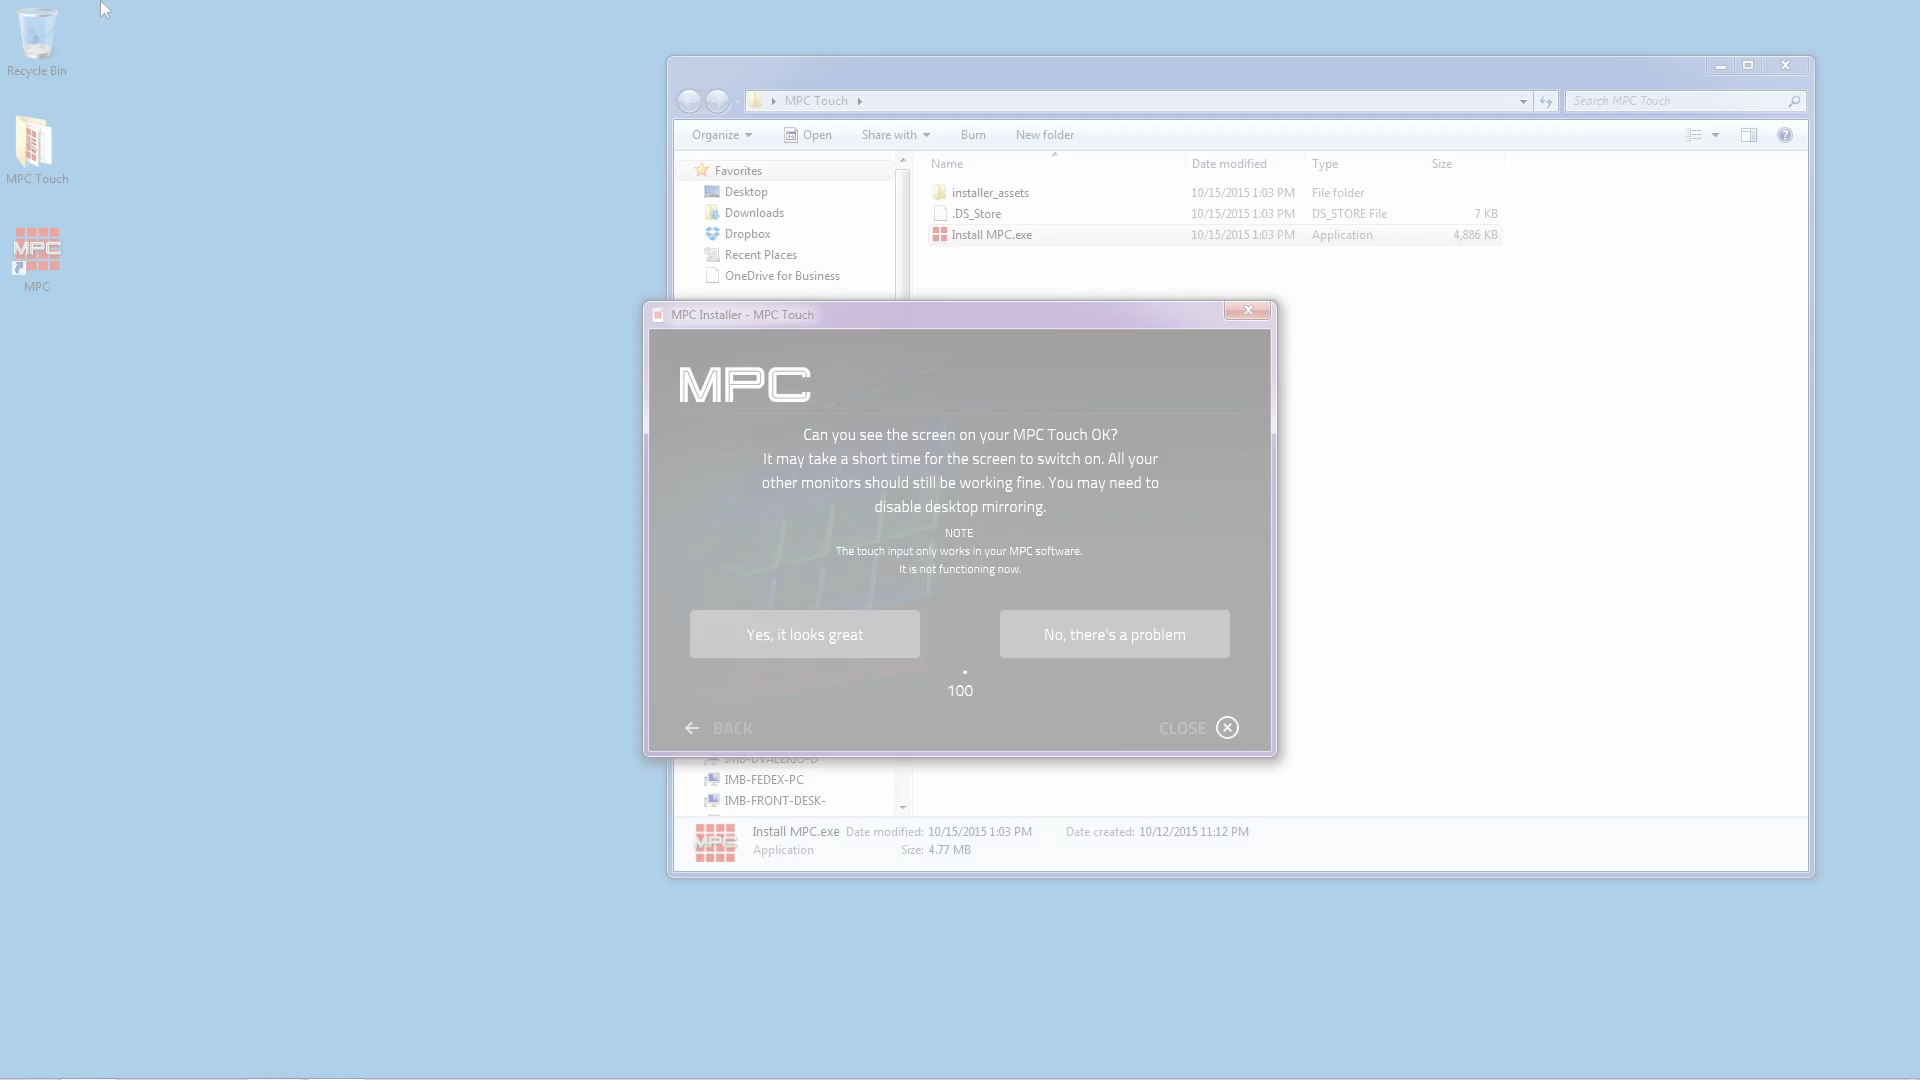 Recycle Bin
MPC Touch
MPC
MPC
MPC Touch
Search MPC Touch
Organize
Open
Share with
Burn
New folder
Name
Date modified
Type
Size
Favorites
Desktop
Downloads
Dropbox
Recent Places
OneDrive for Business
installer_assets 10/15/2015 1:03 PM File folder
.DS_Store 10/15/2015 1:03 PM DS_STORE File 7 KB
Install MPC.exe 10/15/2015 1:03 PM Application 4,886 KB
MPC Installer - MPC Touch
MPC
Can you see the screen on your MPC Touch OK?
It may take a short time for the screen to switch on. All your
other monitors should still be working fine. You may need to
disable desktop mirroring.
NOTE
The touch input only works in your MPC software.
It is not functioning now.
Yes, it looks great
No, there's a problem
100
BACK
CLOSE
IMB-DVALERIO-D
IMB-FEDEX-PC
IMB-FRONT-DESK-
MPC
Install MPC.exe Date modified: 10/15/2015 1:03 PM Date created: 10/12/2015 11:12 PM
Application Size: 4.77 MB